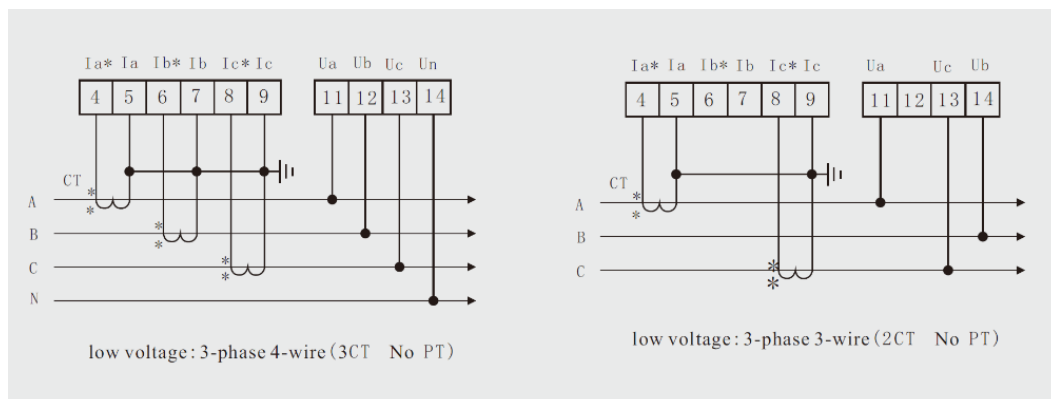 Ia* Ia Ib* Ib Ic* Ic Ua Ub Uc Un
4 5 6 7 8 9 11 12 13 14
CT
*
*
A
*
*
B
*
*
C
N
low voltage: 3-phase 4-wire (3CT No PT)
Ia* Ia Ib* Ib Ic* Ic Ua Uc Ub
4 5 6 7 8 9 11 12 13 14
CT
*
*
A
B
*
*
C
low voltage: 3-phase 3-wire (2CT No PT)